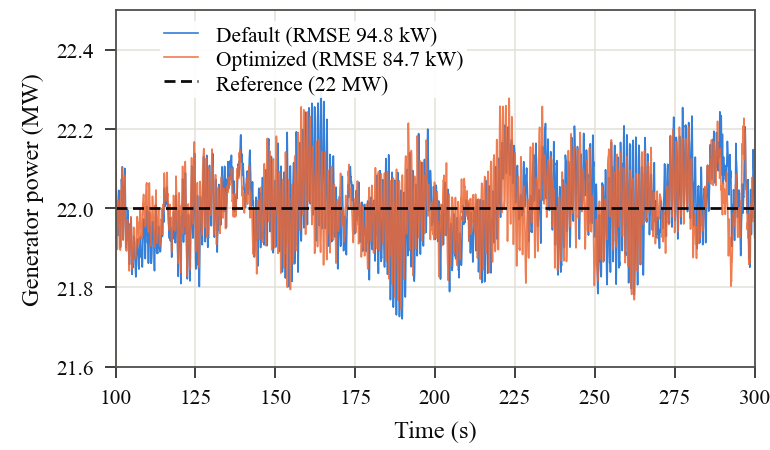 Default (RMSE 94.8 kW)
Optimized (RMSE 84.7 kW)
Reference (22 MW)
Generator power (MW)
22.4
22.2
22.0
21.8
21.6
100 125 150 175 200 225 250 275 300
Time (s)